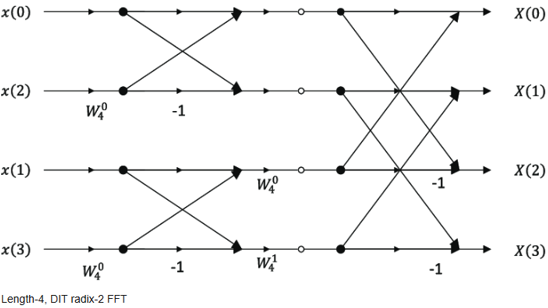 x(0) X(0)
x(2) X(1)
W₄⁰ -1
x(1) X(2)
W₄⁰ -1
x(3) X(3)
W₄⁰ -1 W₄¹ -1
Length-4, DIT radix-2 FFT